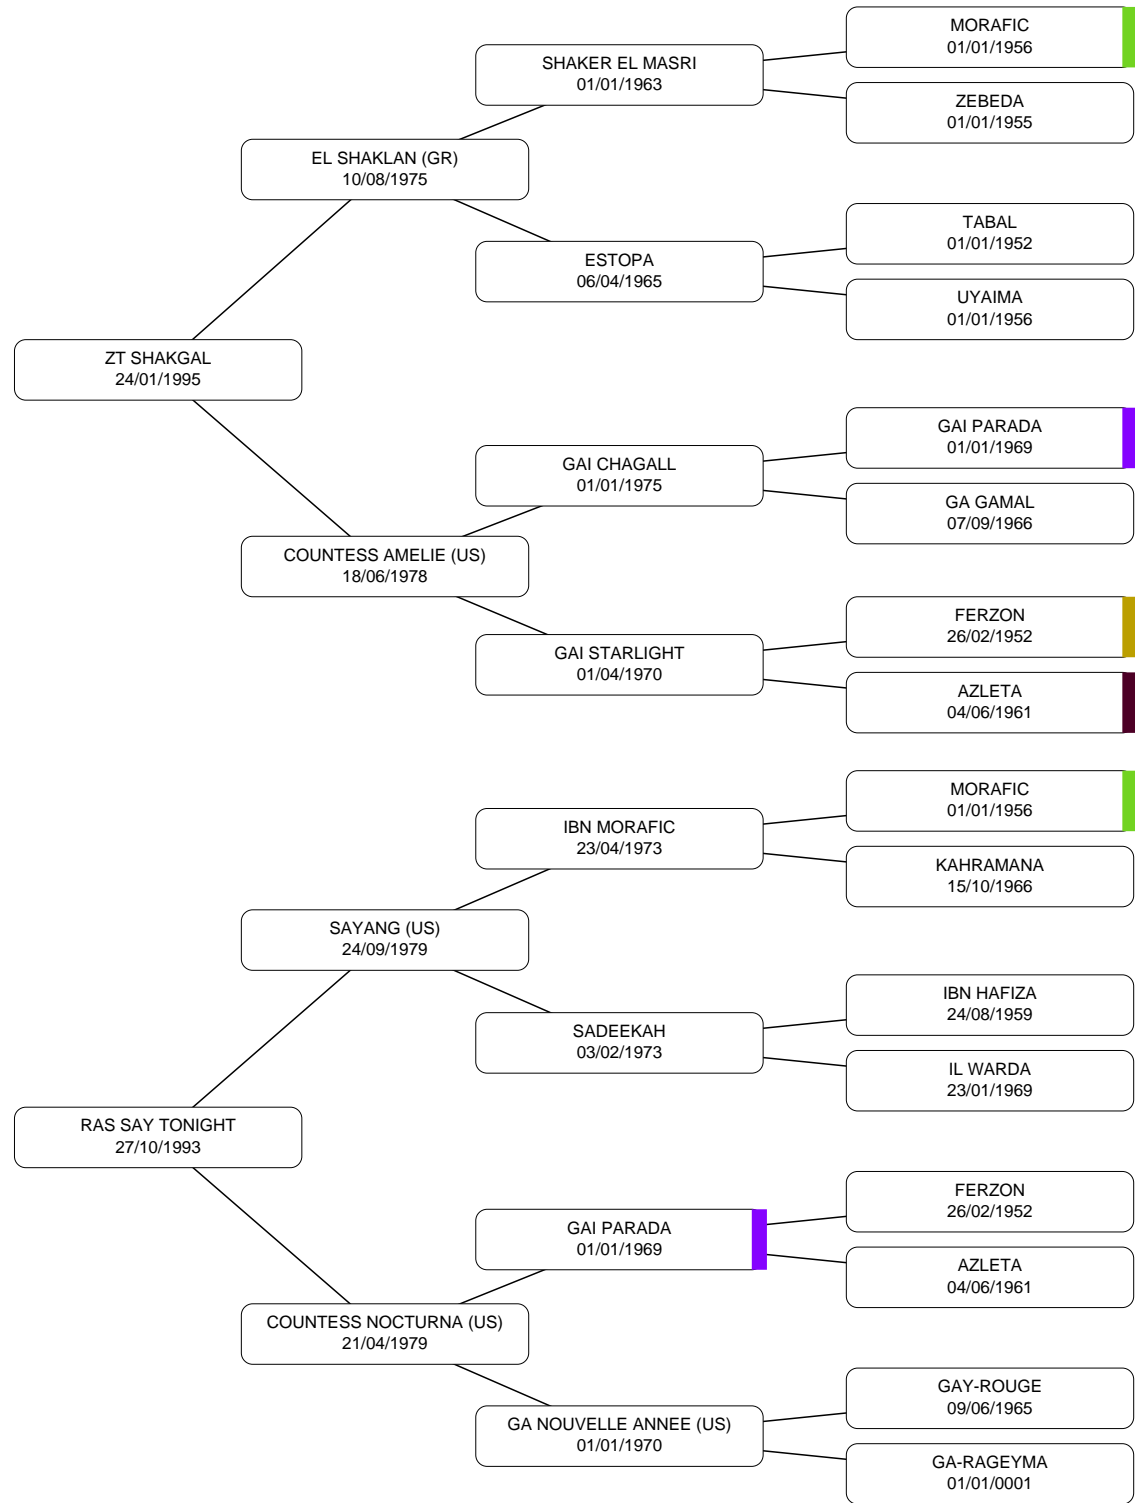 MORAFIC
01/01/1956
SHAKER EL MASRI
01/01/1963
ZEBEDA
01/01/1955
EL SHAKLAN (GR)
10/08/1975
TABAL
01/01/1952
ESTOPA
06/04/1965
UYAIMA
01/01/1956
ZT SHAKGAL
24/01/1995
GAI PARADA
01/01/1969
GAI CHAGALL
01/01/1975
GA GAMAL
07/09/1966
COUNTESS AMELIE (US)
18/06/1978
FERZON
26/02/1952
GAI STARLIGHT
01/04/1970
AZLETA
04/06/1961
MORAFIC
01/01/1956
IBN MORAFIC
23/04/1973
KAHRAMANA
15/10/1966
SAYANG (US)
24/09/1979
IBN HAFIZA
24/08/1959
SADEEKAH
03/02/1973
IL WARDA
23/01/1969
RAS SAY TONIGHT
27/10/1993
FERZON
26/02/1952
GAI PARADA
01/01/1969
AZLETA
04/06/1961
COUNTESS NOCTURNA (US)
21/04/1979
GAY-ROUGE
09/06/1965
GA NOUVELLE ANNEE (US)
01/01/1970
GA-RAGEYMA
01/01/0001